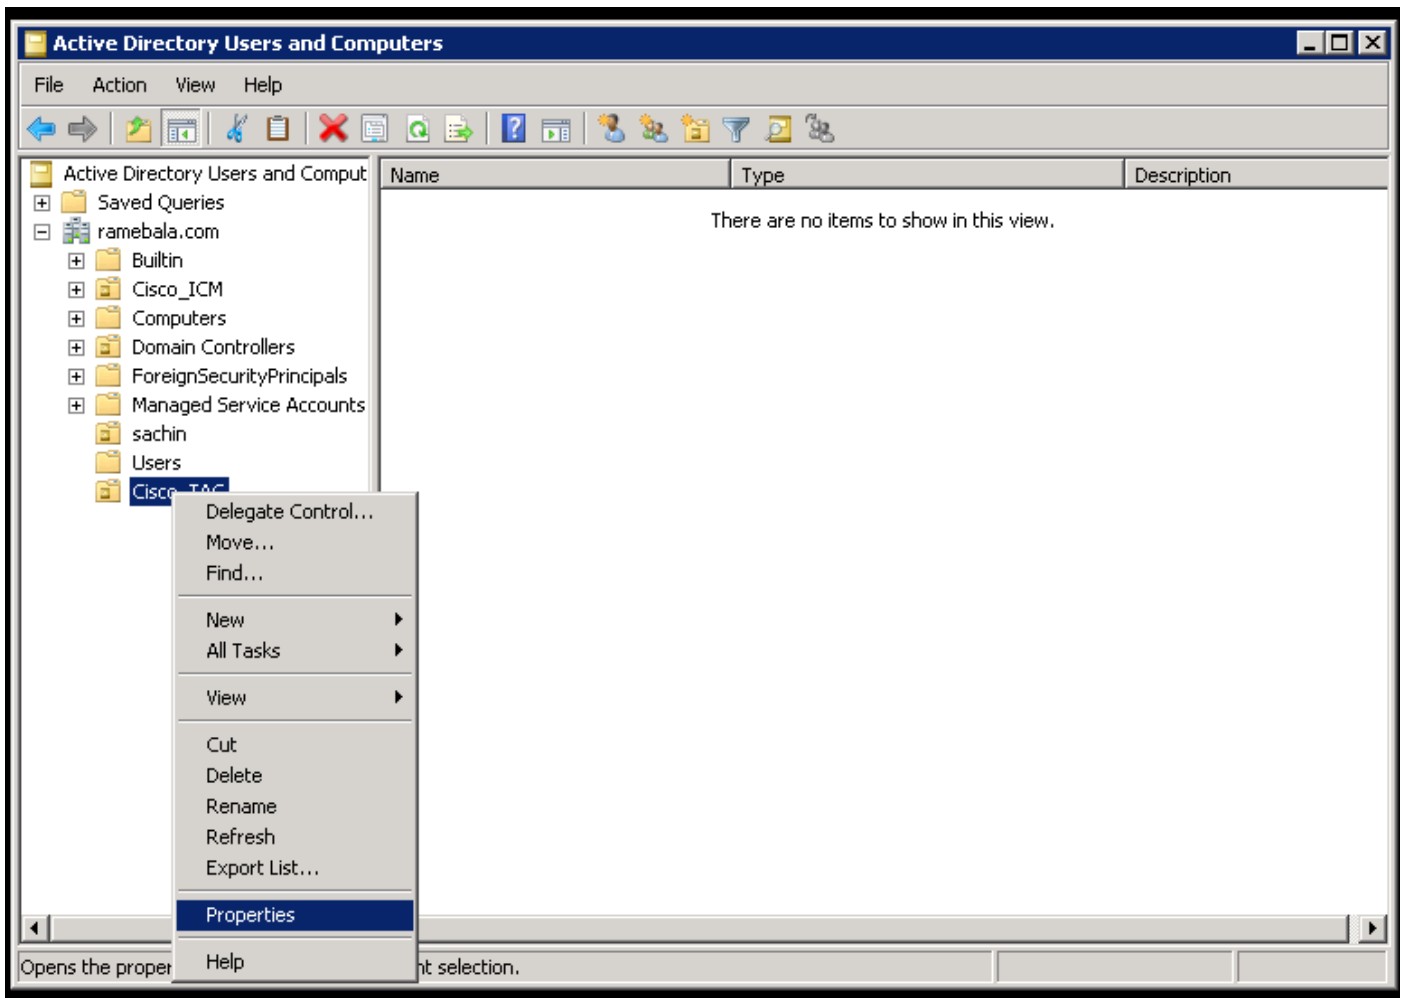 Active Directory Users and Computers
File Action View Help
Active Directory Users and Comput
Name Type Description
Saved Queries
There are no items to show in this view.
ramebala.com
Builtin
Cisco_ICM
Computers
Domain Controllers
ForeignSecurityPrincipals
Managed Service Accounts
sachin
Users
Cisco_TAC
Delegate Control...
Move...
Find...
New
All Tasks
View
Cut
Delete
Rename
Refresh
Export List...
Properties
Help
Opens the proper nt selection.